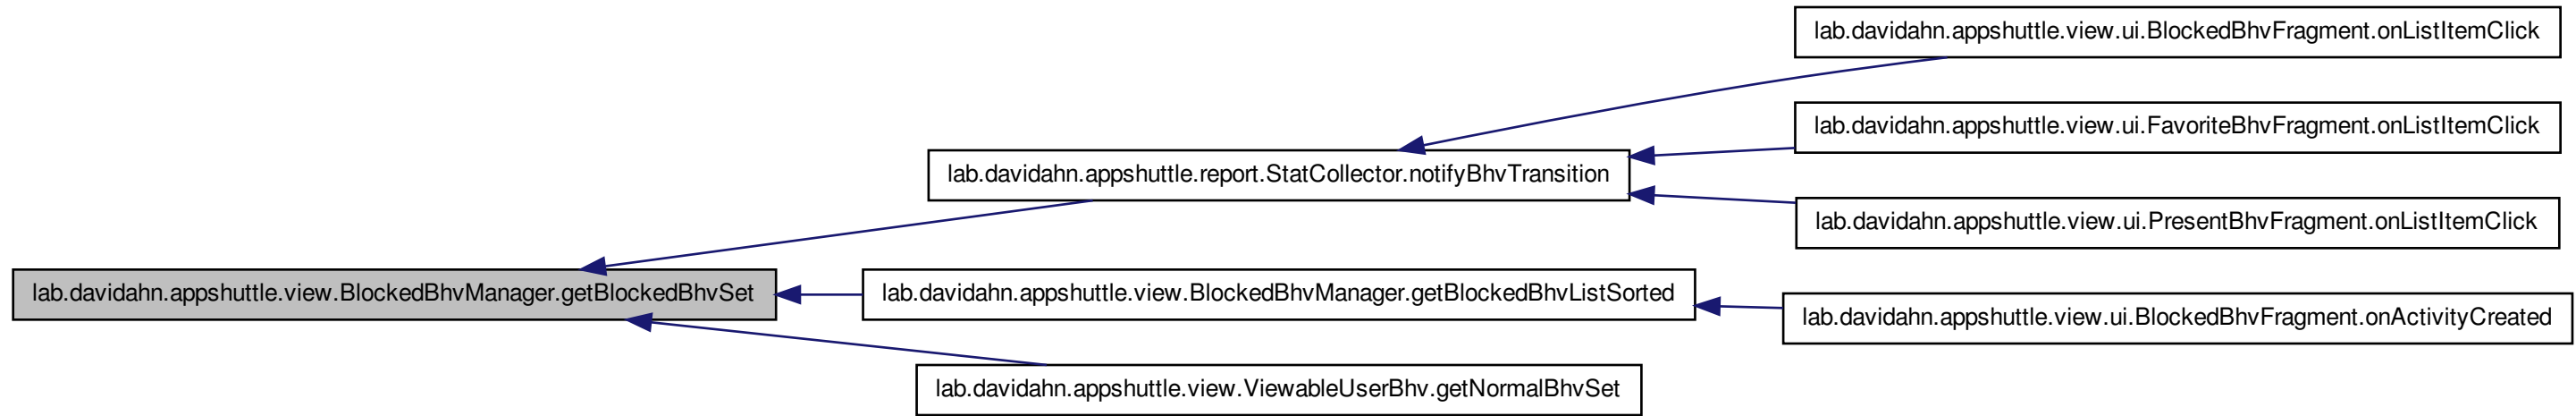 lab.davidahn.appshuttle.view.ui.BlockedBhvFragment.onListItemClick
lab.davidahn.appshuttle.view.ui.FavoriteBhvFragment.onListItemClick
lab.davidahn.appshuttle.report.StatCollector.notifyBhvTransition
lab.davidahn.appshuttle.view.ui.PresentBhvFragment.onListItemClick
lab.davidahn.appshuttle.view.BlockedBhvManager.getBlockedBhvSet
lab.davidahn.appshuttle.view.BlockedBhvManager.getBlockedBhvListSorted
lab.davidahn.appshuttle.view.ui.BlockedBhvFragment.onActivityCreated
lab.davidahn.appshuttle.view.ViewableUserBhv.getNormalBhvSet